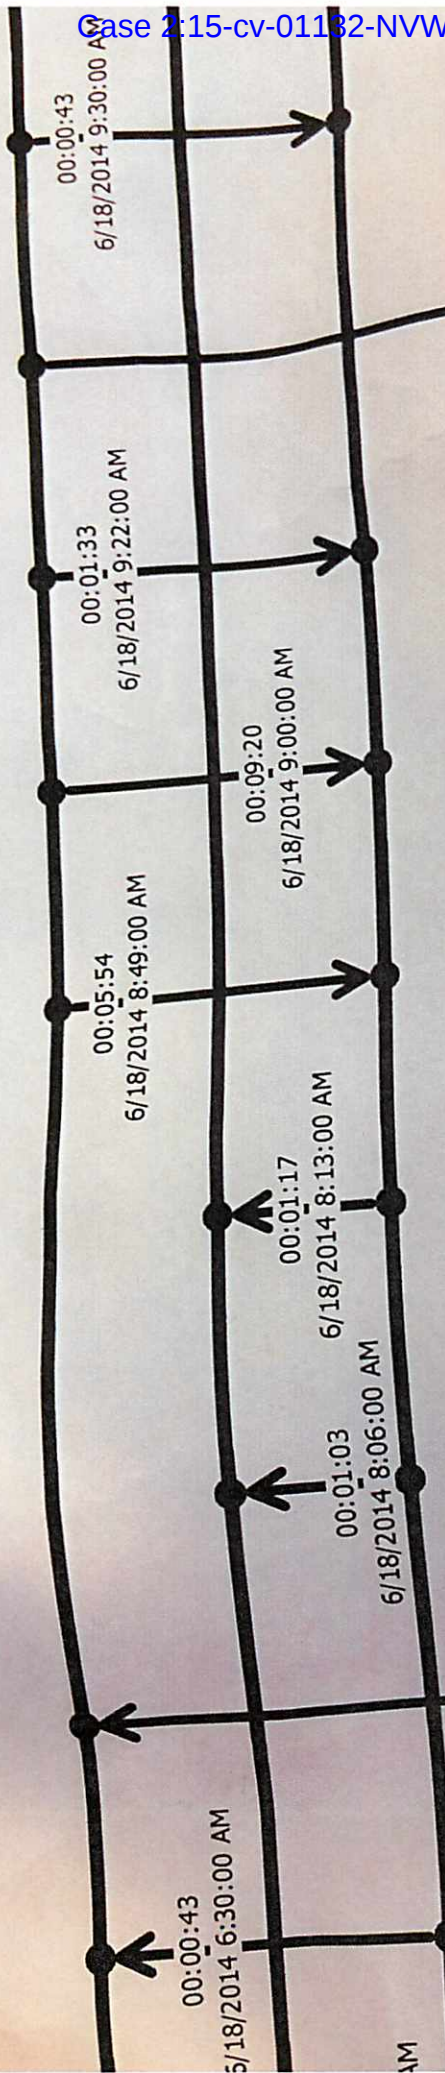 Case 2:15-cv-01132-NVW
00:00:43
6/18/2014 9:30:00 AM
00:01:33
6/18/2014 9:22:00 AM
00:09:20
6/18/2014 9:00:00 AM
00:05:54
6/18/2014 8:49:00 AM
00:01:17
6/18/2014 8:13:00 AM
00:01:03
6/18/2014 8:06:00 AM
00:00:43
6/18/2014 6:30:00 AM
AM